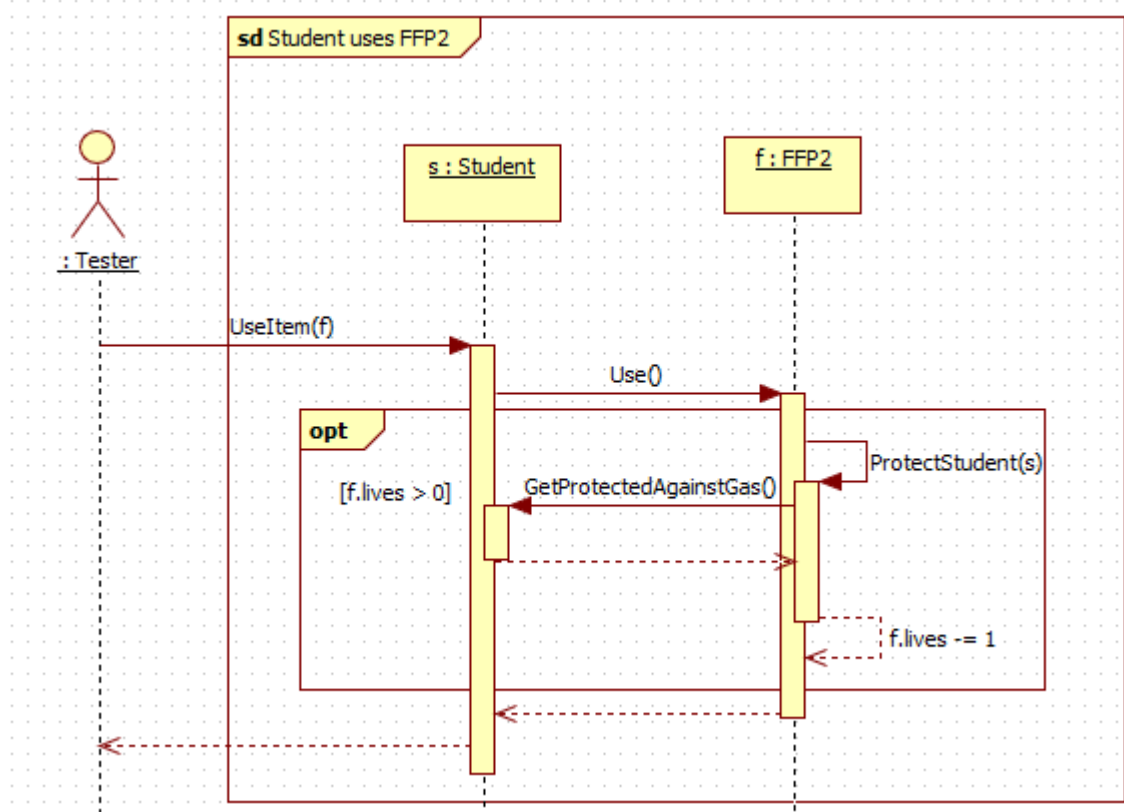 sd Student uses FFP2
: Tester
s : Student
f : FFP2
UseItem(f)
Use()
opt
[f.lives > 0]
ProtectStudent(s)
GetProtectedAgainstGas()
f.lives -= 1